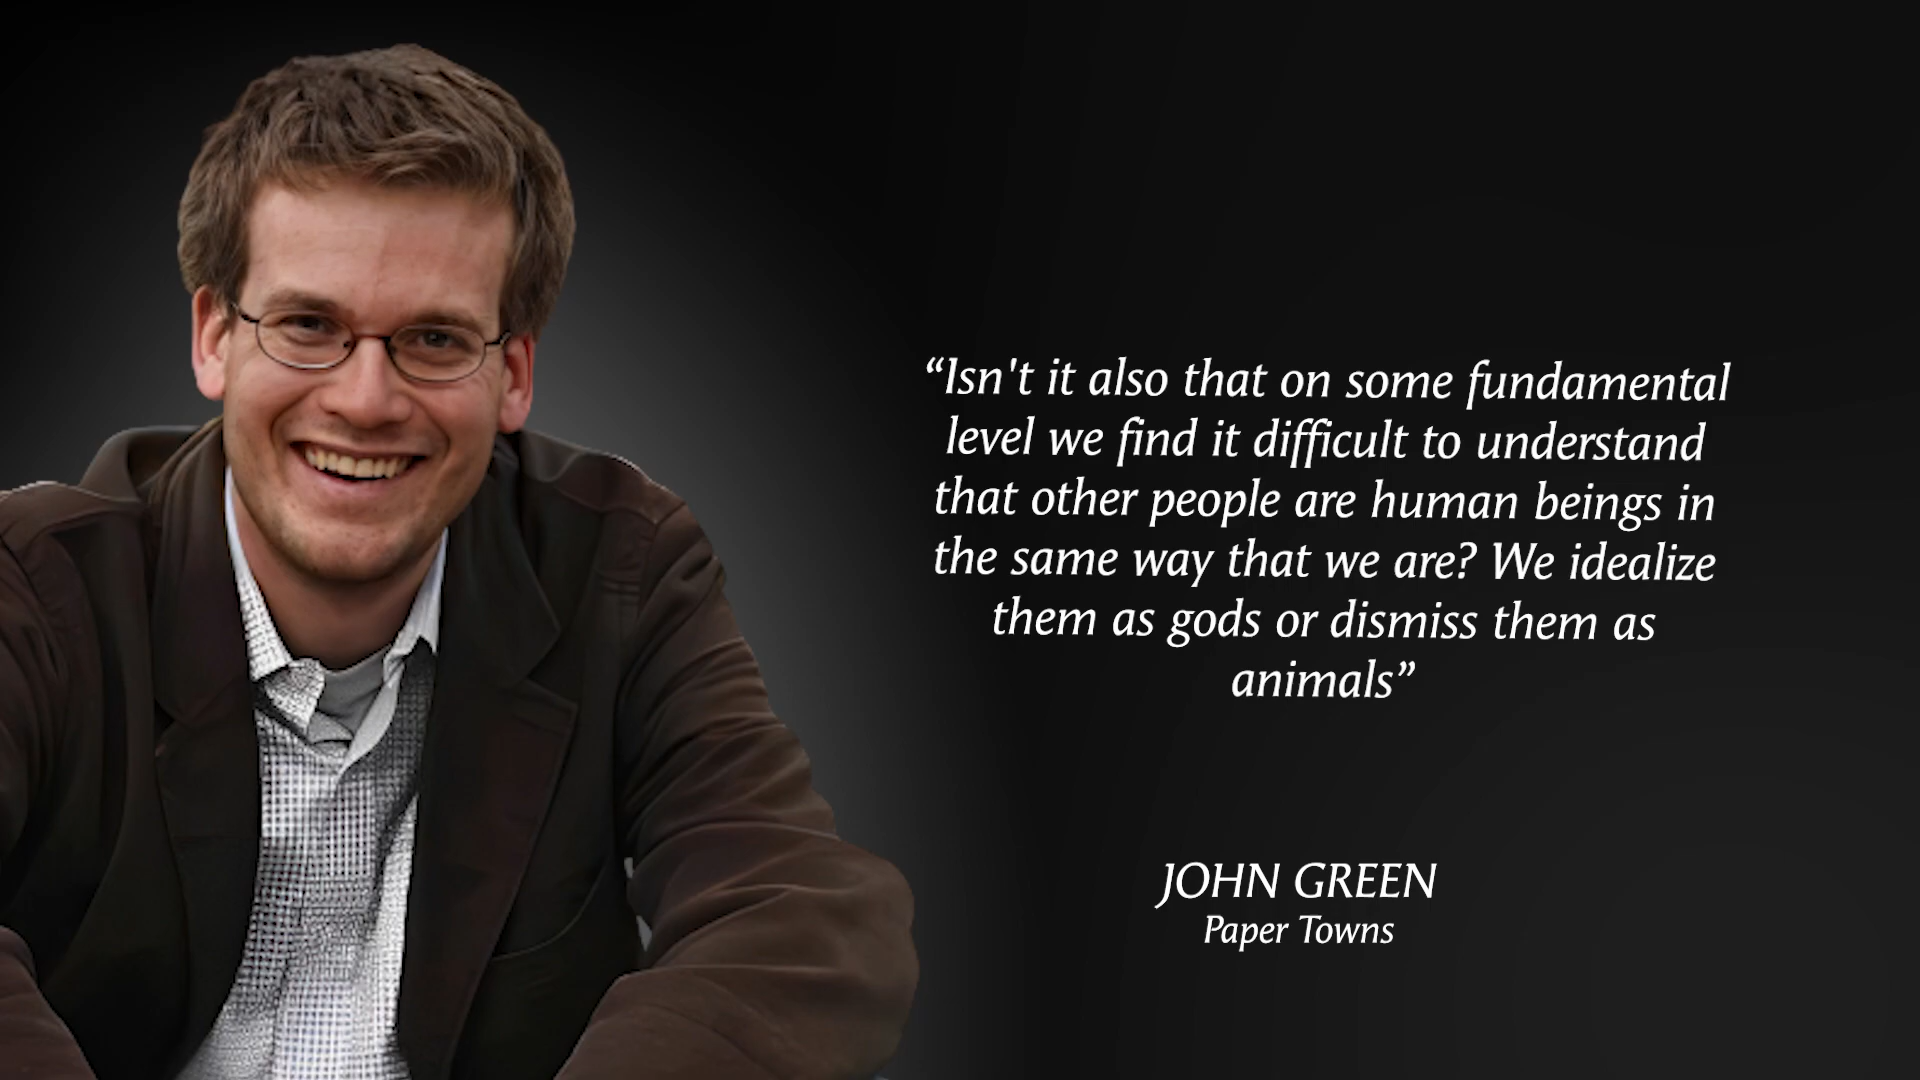 “Isn't it also that on some fundamental
level we find it difficult to understand
that other people are human beings in
the same way that we are? We idealize
them as gods or dismiss them as
animals”
JOHN GREEN
Paper Towns